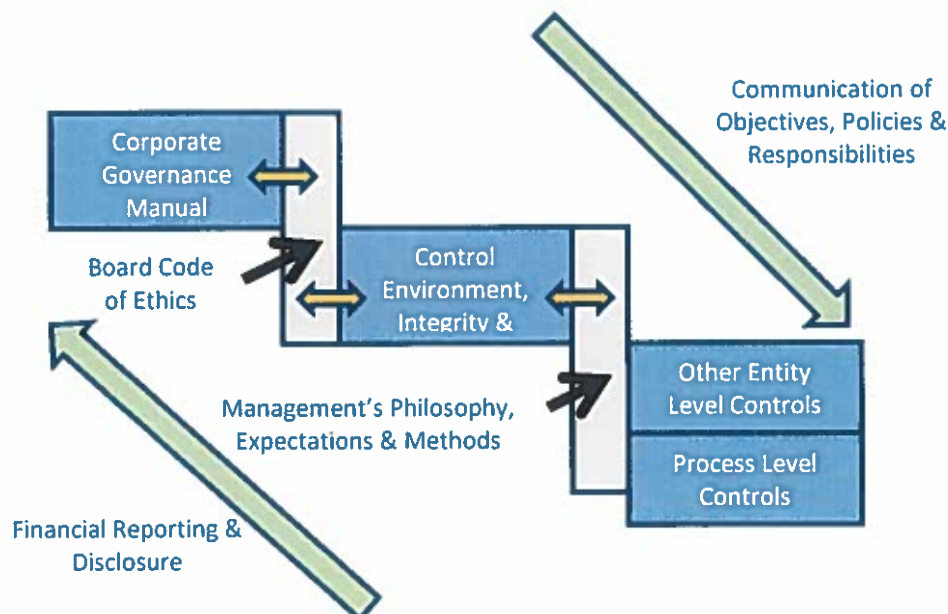 Communication of
Objectives, Policies &
Responsibilities
Corporate
Governance
Manual
Board Code
of Ethics
Control
Environment,
Integrity &
Management's Philosophy,
Expectations & Methods
Other Entity
Level Controls
Process Level
Controls
Financial Reporting &
Disclosure